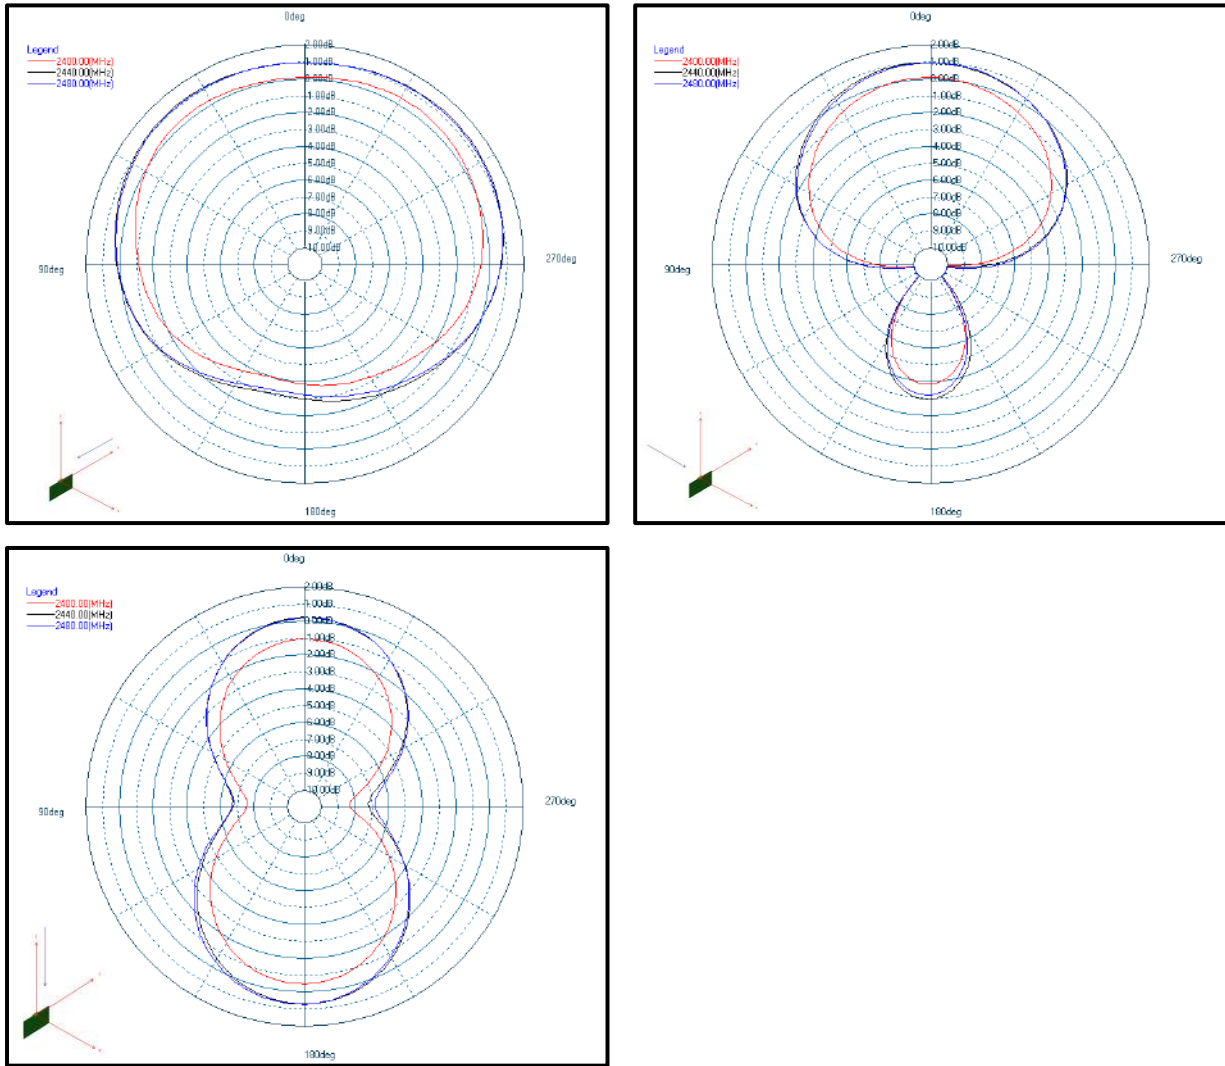 0deg
Legend
2400.00(MHz)
2440.00(MHz)
2480.00(MHz)
2.00dB
1.00dB
0.00dB
1.00dB
2.00dB
3.00dB
4.00dB
5.00dB
6.00dB
7.00dB
8.00dB
9.00dB
10.00dB
90deg
270deg
180deg
0deg
Legend
2400.00(MHz)
2440.00(MHz)
2480.00(MHz)
2.00dB
1.00dB
0.00dB
1.00dB
2.00dB
3.00dB
4.00dB
5.00dB
6.00dB
7.00dB
8.00dB
9.00dB
10.00dB
90deg
270deg
180deg
0deg
Legend
2400.00(MHz)
2440.00(MHz)
2480.00(MHz)
2.00dB
1.00dB
0.00dB
1.00dB
2.00dB
3.00dB
4.00dB
5.00dB
6.00dB
7.00dB
8.00dB
9.00dB
10.00dB
90deg
270deg
180deg